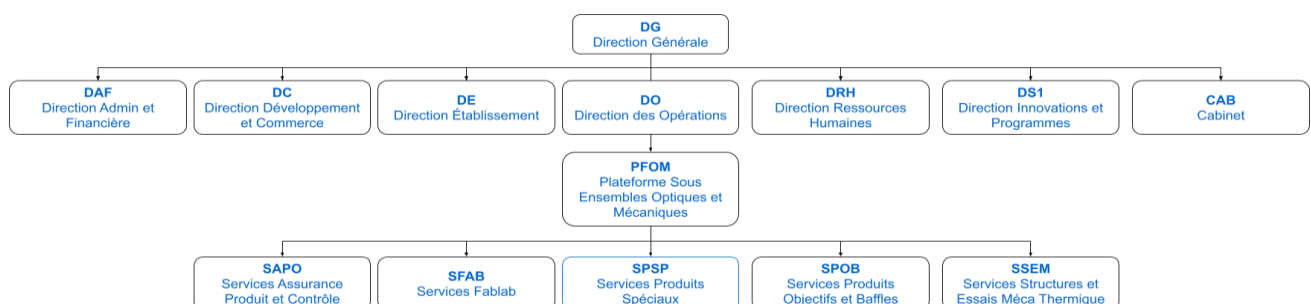 DG
Direction Générale
DAF
Direction Admin et
Financière
DC
Direction Développement
et Commerce
DE
Direction Établissement
DO
Direction des Opérations
DRH
Direction Ressources
Humaines
DS1
Direction Innovations et
Programmes
CAB
Cabinet
PFOM
Plateforme Sous
Ensembles Optiques et
Mécaniques
SAPO
Services Assurance
Produit et Contrôle
SFAB
Services Fablab
SPSP
Services Produits
Spéciaux
SPOB
Services Produits
Objectifs et Baffles
SSEM
Services Structures et
Essais Méca Thermique